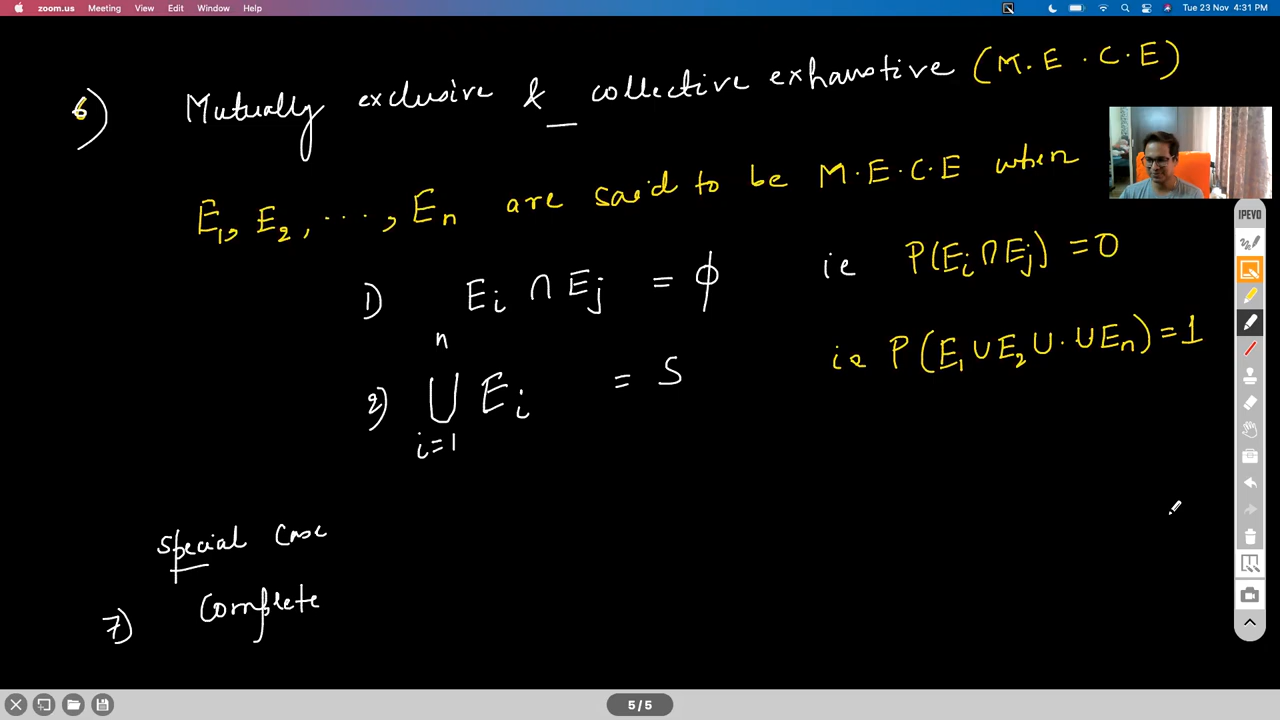 zoom.us Meeting View Edit Window Help Tue 23 Nov 4:31 PM
6) Mutually exclusive & collective exhaustive (M.E.C.E)
E1, E2, ...., En are said to be M.E.C.E when
IPEVO
1) Ei ∩ Ej = ϕ ie P(Ei ∩ Ej) = 0
2) n ⋃ i=1 Ei = S ie P(E1 ∪ E2 ∪ . ∪ En) = 1
Special Case
7) Complete
5/5